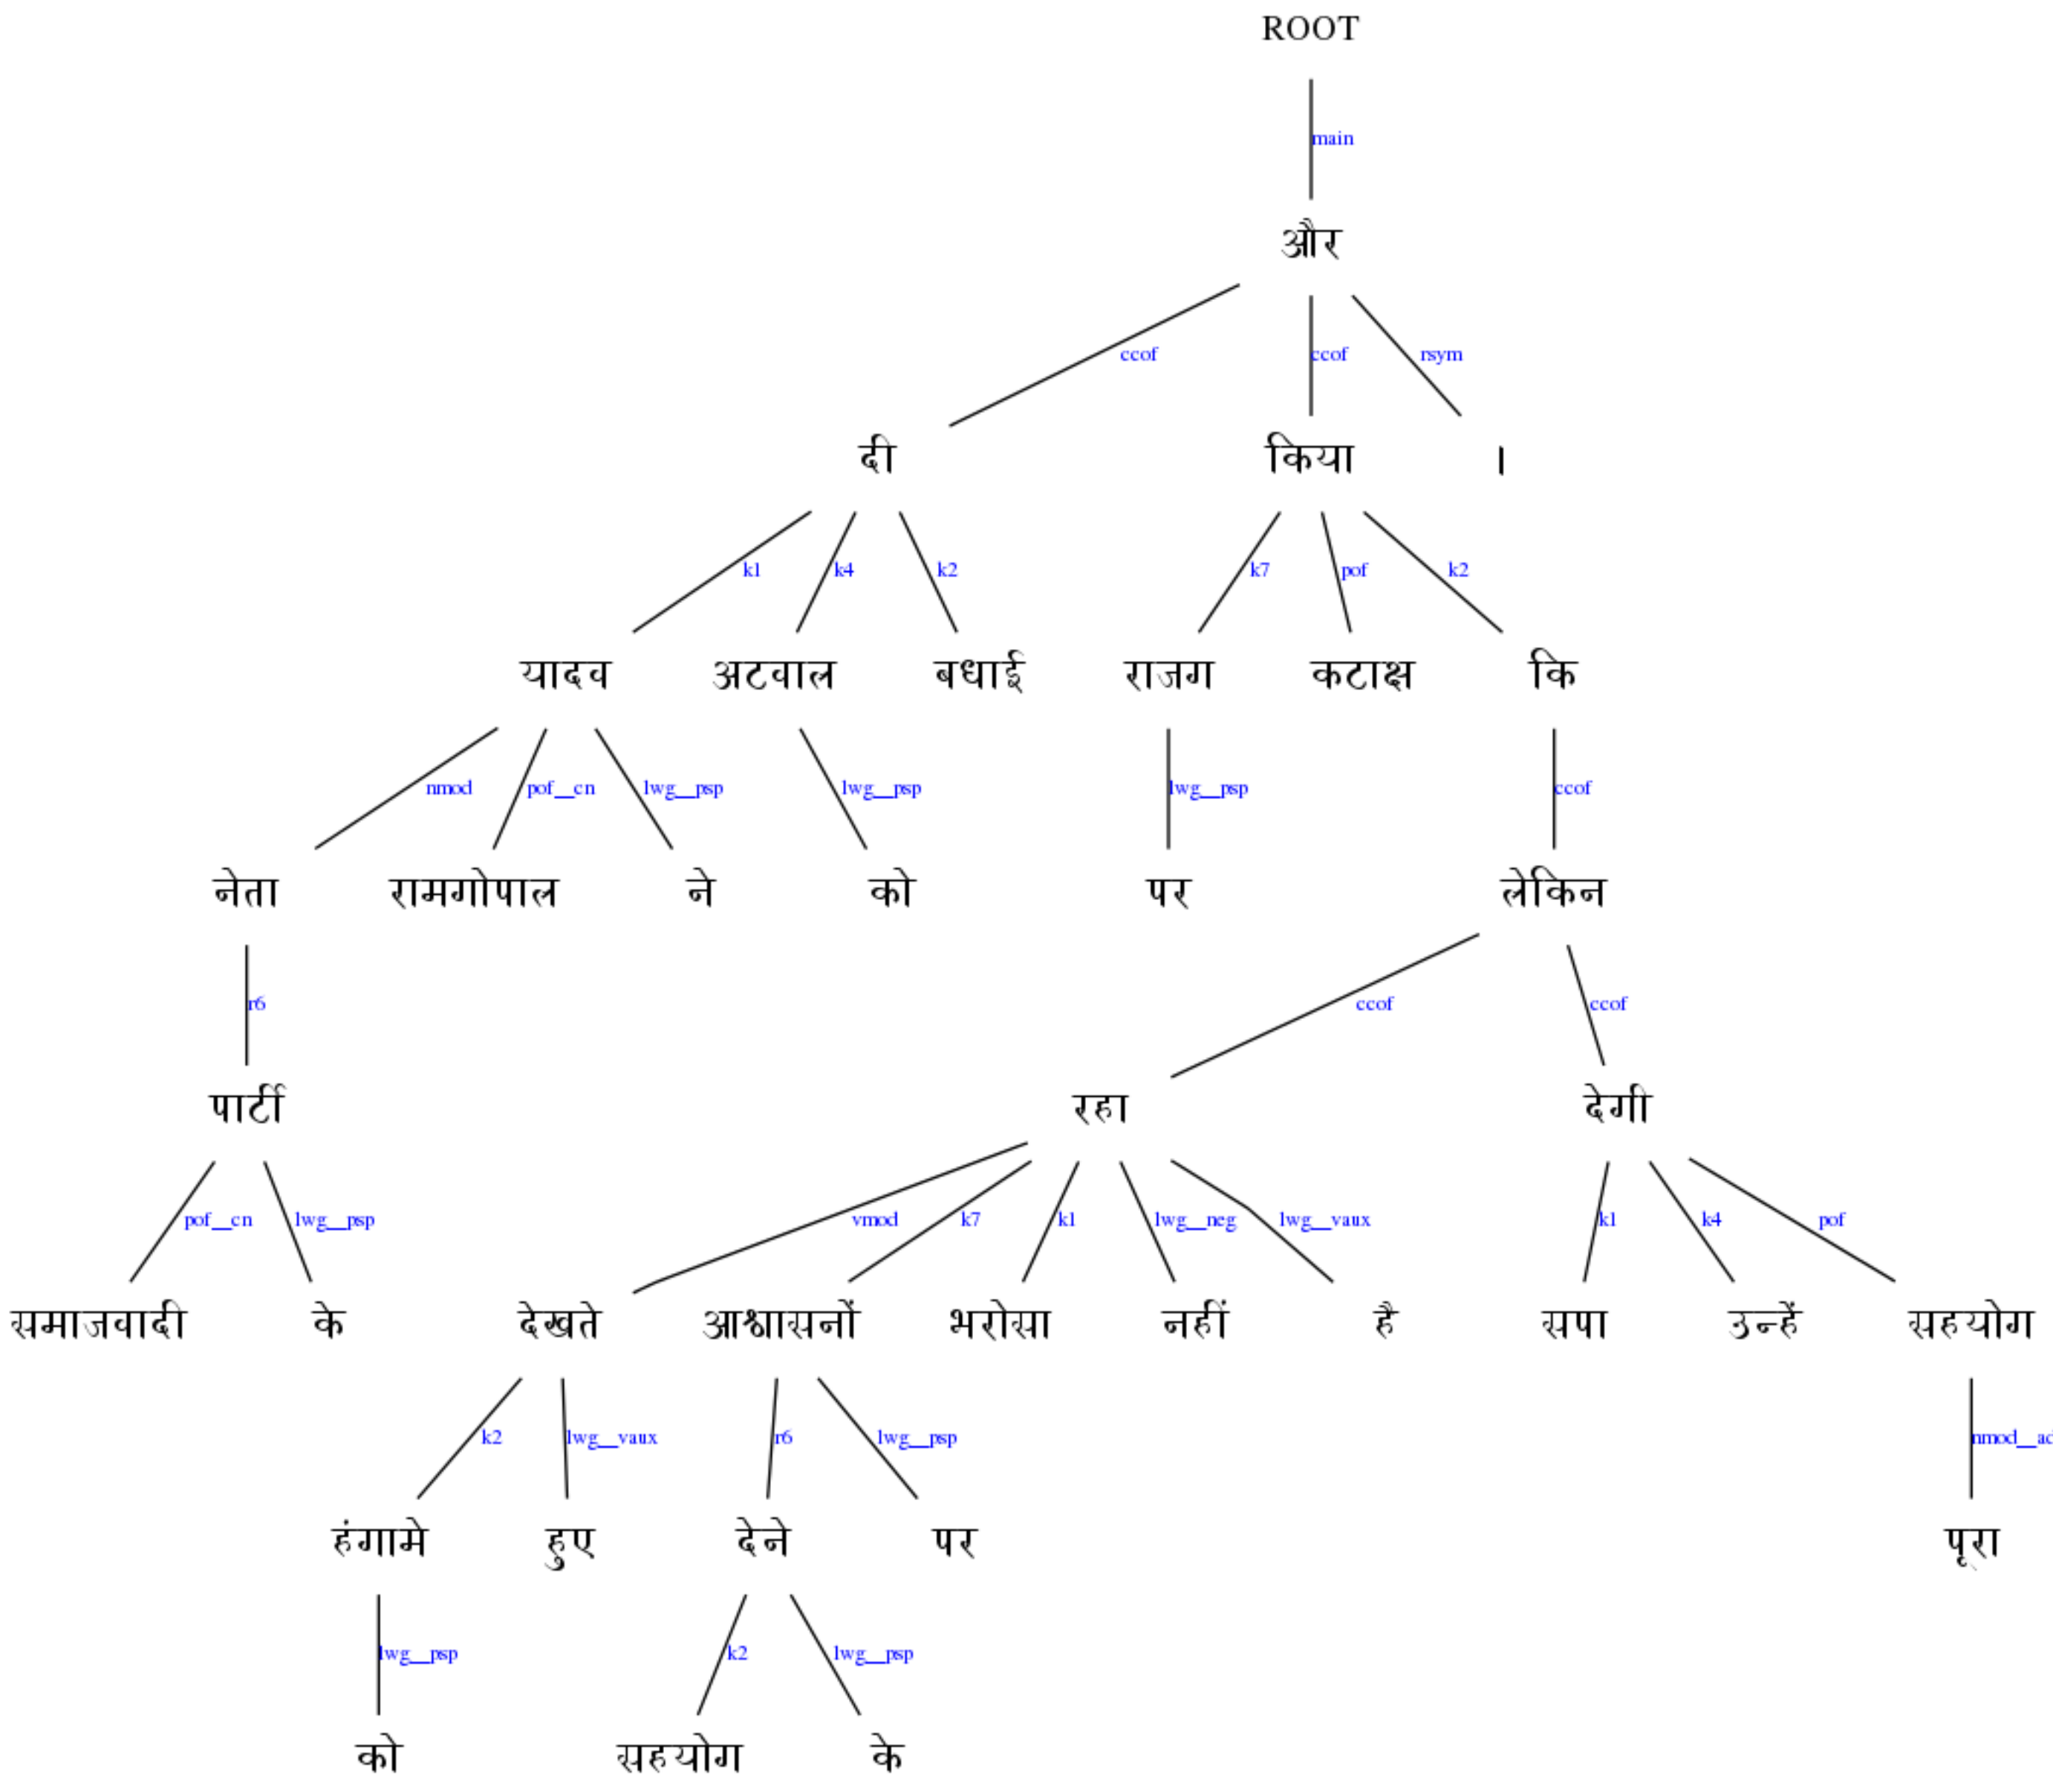 ROOT
main
और
ccof ccof rsym
दी किया ।
k1 k4 k2 k7 pof k2
यादव अटवाल बधाई राजग कटाक्ष कि
nmod pof__cn lwg__psp lwg__psp lwg__psp ccof
नेता रामगोपाल ने को पर लेकिन
r6 ccof ccof
पार्टी रहा देगी
pof__cn lwg__psp vmod k7 k1 lwg__neg lwg__vaux k1 k4 pof
समाजवादी के देखते आश्वासनों भरोसा नहीं है सपा उन्हें सहयोग
k2 lwg__vaux r6 lwg__psp nmod__ad
हंगामे हुए देने पर पूरा
lwg__psp k2 lwg__psp
को सहयोग के